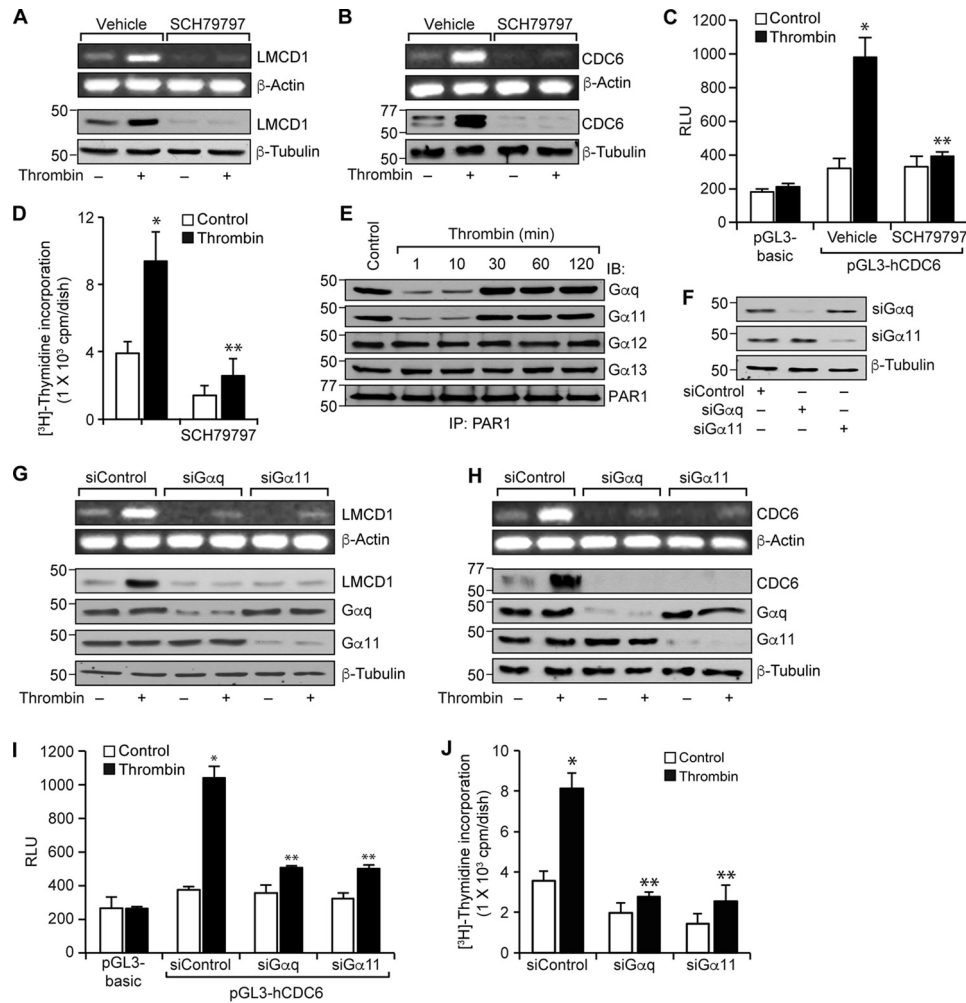 A
Vehicle SCH79797
LMCD1
β-Actin
50
LMCD1
50
β-Tubulin
Thrombin – + – +
B
Vehicle SCH79797
CDC6
β-Actin
77
50
CDC6
50
β-Tubulin
– + – +
C
1200
1000
800
600
400
200
0
RLU
Control
Thrombin
*
**
pGL3-
basic
Vehicle SCH79797
pGL3-hCDC6
D
12
8
4
0
[³H]-Thymidine incorporation
(1 X 10³ cpm/dish)
Control
Thrombin
*
**
SCH79797
E
Control
Thrombin (min)
1 10 30 60 120
IB:
50
Gαq
50
Gα11
50
Gα12
50
Gα13
77
50
PAR1
IP: PAR1
F
50
siGαq
50
siGα11
50
β-Tubulin
siControl + – –
siGαq – + –
siGα11 – – +
G
siControl siGαq siGα11
LMCD1
β-Actin
50
LMCD1
50
Gαq
50
Gα11
50
β-Tubulin
Thrombin – + – + – +
H
siControl siGαq siGα11
CDC6
β-Actin
77
50
CDC6
50
Gαq
50
Gα11
50
β-Tubulin
Thrombin – + – + – +
I
1200
1000
800
600
400
200
0
RLU
Control
Thrombin
*
**
**
pGL3-
basic
siControl siGαq siGα11
pGL3-hCDC6
J
10
8
6
4
2
0
[³H]-Thymidine incorporation
(1 X 10³ cpm/dish)
Control
Thrombin
*
**
**
siControl siGαq siGα11